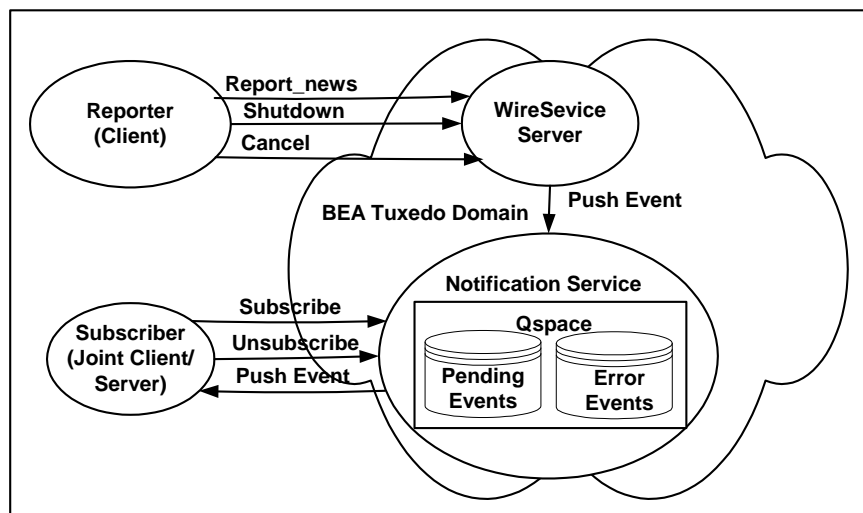 Report_news
Reporter
(Client)
Shutdown
Cancel
WireSevice
Server
BEA Tuxedo Domain
Push Event
Notification Service
Subscribe
Subscriber
(Joint Client/
Server)
Unsubscribe
Push Event
Qspace
Pending
Events
Error
Events